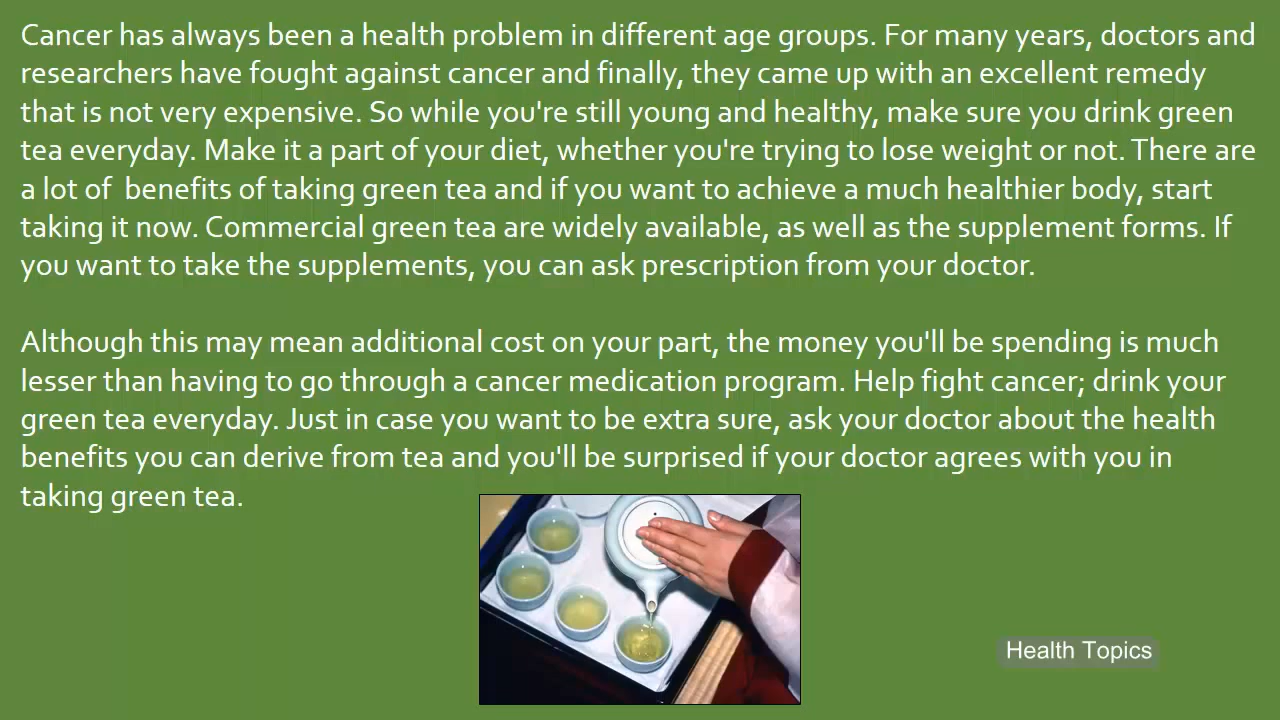 Cancer has always been a health problem in different age groups. For many years, doctors and
researchers have fought against cancer and finally, they came up with an excellent remedy
that is not very expensive. So while you're still young and healthy, make sure you drink green
tea everyday. Make it a part of your diet, whether you're trying to lose weight or not. There are
a lot of  benefits of taking green tea and if you want to achieve a much healthier body, start
taking it now. Commercial green tea are widely available, as well as the supplement forms. If
you want to take the supplements, you can ask prescription from your doctor.
Although this may mean additional cost on your part, the money you'll be spending is much
lesser than having to go through a cancer medication program. Help fight cancer; drink your
green tea everyday. Just in case you want to be extra sure, ask your doctor about the health
benefits you can derive from tea and you'll be surprised if your doctor agrees with you in
taking green tea.
Health Topics